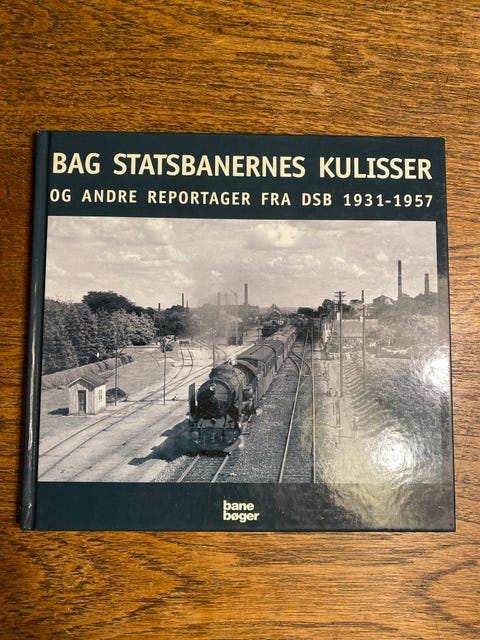 BAG STATSBANERNES KULISSER
OG ANDRE REPORTAGER FRA DSB 1931-1957
bane
bøger